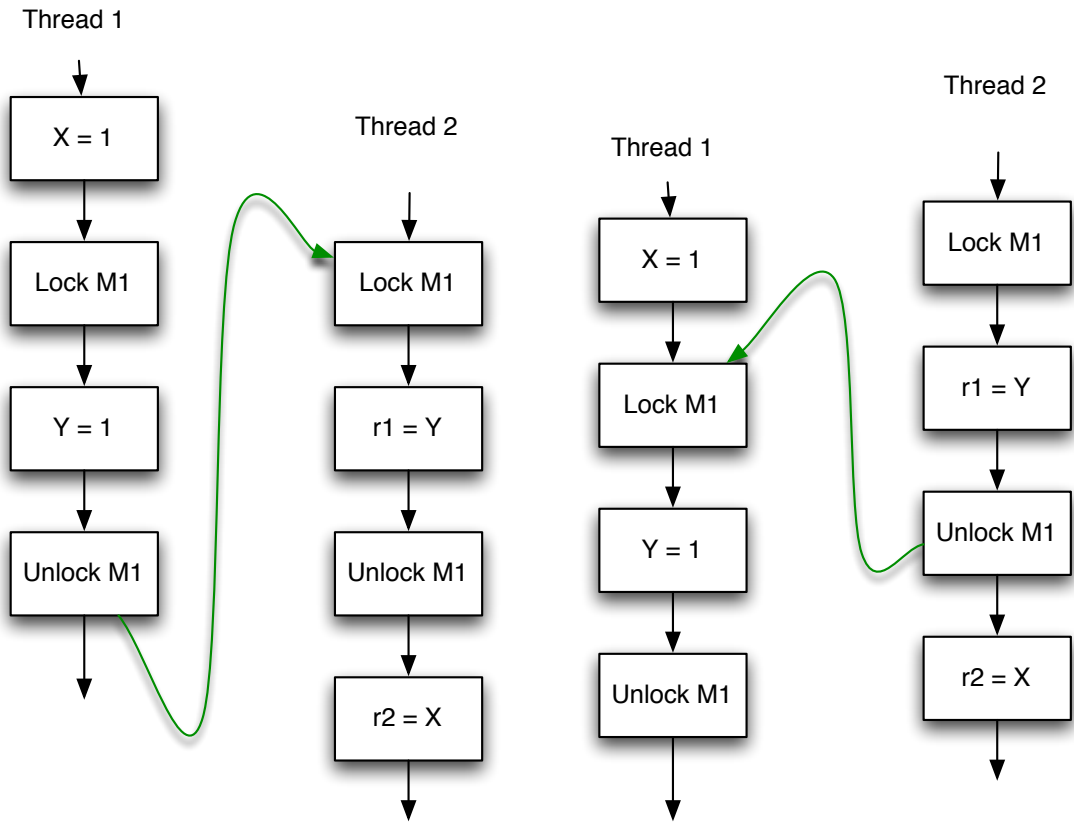 Thread 1
X = 1
Lock M1
Y = 1
Unlock M1
Thread 2
Lock M1
r1 = Y
Unlock M1
r2 = X
Thread 1
X = 1
Lock M1
Y = 1
Unlock M1
Thread 2
Lock M1
r1 = Y
Unlock M1
r2 = X